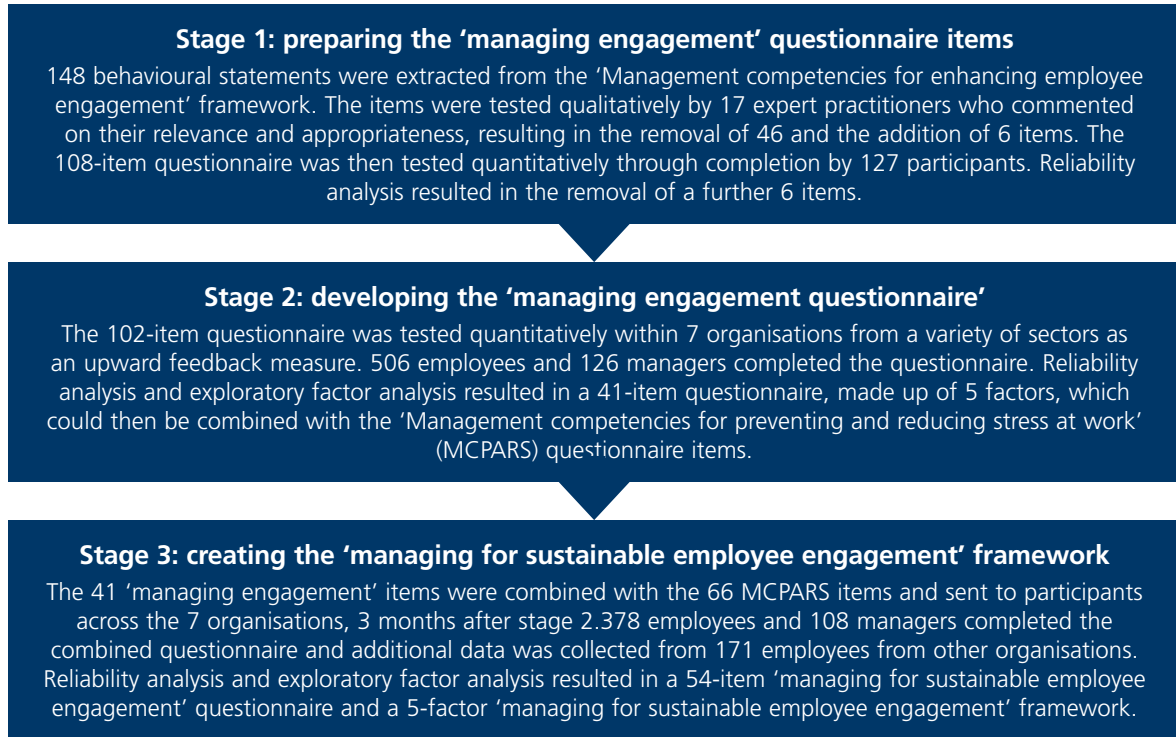 Stage 1: preparing the ‘managing engagement’ questionnaire items
148 behavioural statements were extracted from the ‘Management competencies for enhancing employee
engagement’ framework. The items were tested qualitatively by 17 expert practitioners who commented
on their relevance and appropriateness, resulting in the removal of 46 and the addition of 6 items. The
108-item questionnaire was then tested quantitatively through completion by 127 participants. Reliability
analysis resulted in the removal of a further 6 items.
Stage 2: developing the ‘managing engagement questionnaire’
The 102-item questionnaire was tested quantitatively within 7 organisations from a variety of sectors as
an upward feedback measure. 506 employees and 126 managers completed the questionnaire. Reliability
analysis and exploratory factor analysis resulted in a 41-item questionnaire, made up of 5 factors, which
could then be combined with the ‘Management competencies for preventing and reducing stress at work’
(MCPARS) questionnaire items.
Stage 3: creating the ‘managing for sustainable employee engagement’ framework
The 41 ‘managing engagement’ items were combined with the 66 MCPARS items and sent to participants
across the 7 organisations, 3 months after stage 2.378 employees and 108 managers completed the
combined questionnaire and additional data was collected from 171 employees from other organisations.
Reliability analysis and exploratory factor analysis resulted in a 54-item ‘managing for sustainable employee
engagement’ questionnaire and a 5-factor ‘managing for sustainable employee engagement’ framework.